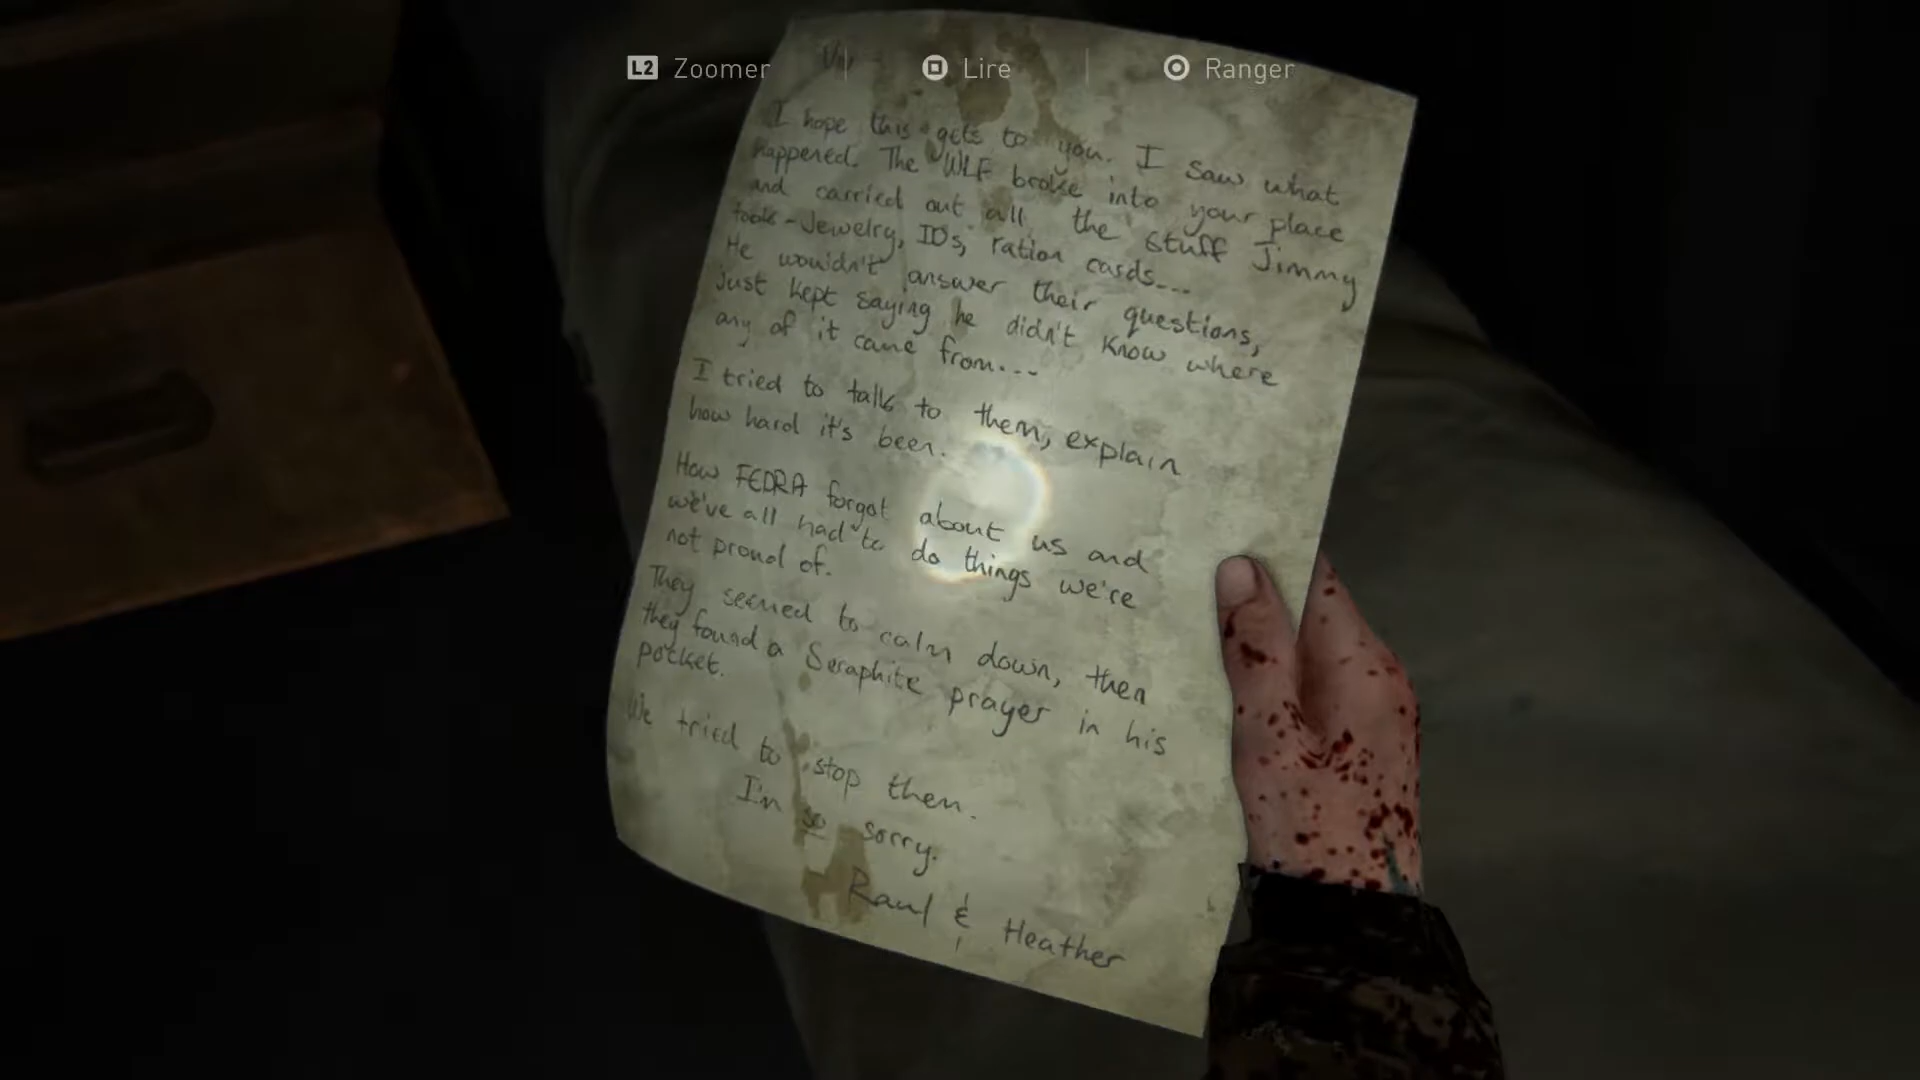 L2 Zoomer
Lire
Ranger
I hope this gets to you. I saw what
happened. The WLF broke into your place
and carried out all the stuff Jimmy
took - Jewelry, IDs, ration cards...
He wouldn't answer their questions,
Just kept saying he didn't know where
any of it came from...
I tried to talk to them, explain
how hard it's been.
How FEDRA forgot about us and
we've all had to do things we're
not proud of.
They seemed to calm down, then
they found a Seraphite prayer in his
pocket.
We tried to stop them.
I'm so sorry.
Raul & Heather